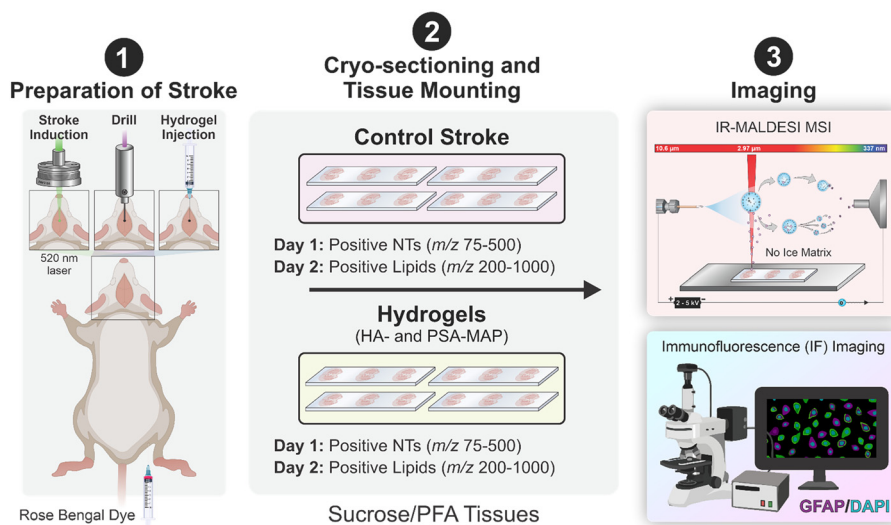 1
Preparation of Stroke
Stroke
Induction
Drill
Hydrogel
Injection
520 nm
laser
Rose Bengal Dye
2
Cryo-sectioning and
Tissue Mounting
Control Stroke
Day 1: Positive NTs (m/z 75-500)
Day 2: Positive Lipids (m/z 200-1000)
Hydrogels
(HA- and PSA-MAP)
Day 1: Positive NTs (m/z 75-500)
Day 2: Positive Lipids (m/z 200-1000)
Sucrose/PFA Tissues
3
Imaging
IR-MALDESI MSI
10.6 µm 2.97 µm 337 nm
No Ice Matrix
+ 2 - 5 kV −
Immunofluorescence (IF) Imaging
GFAP/DAPI